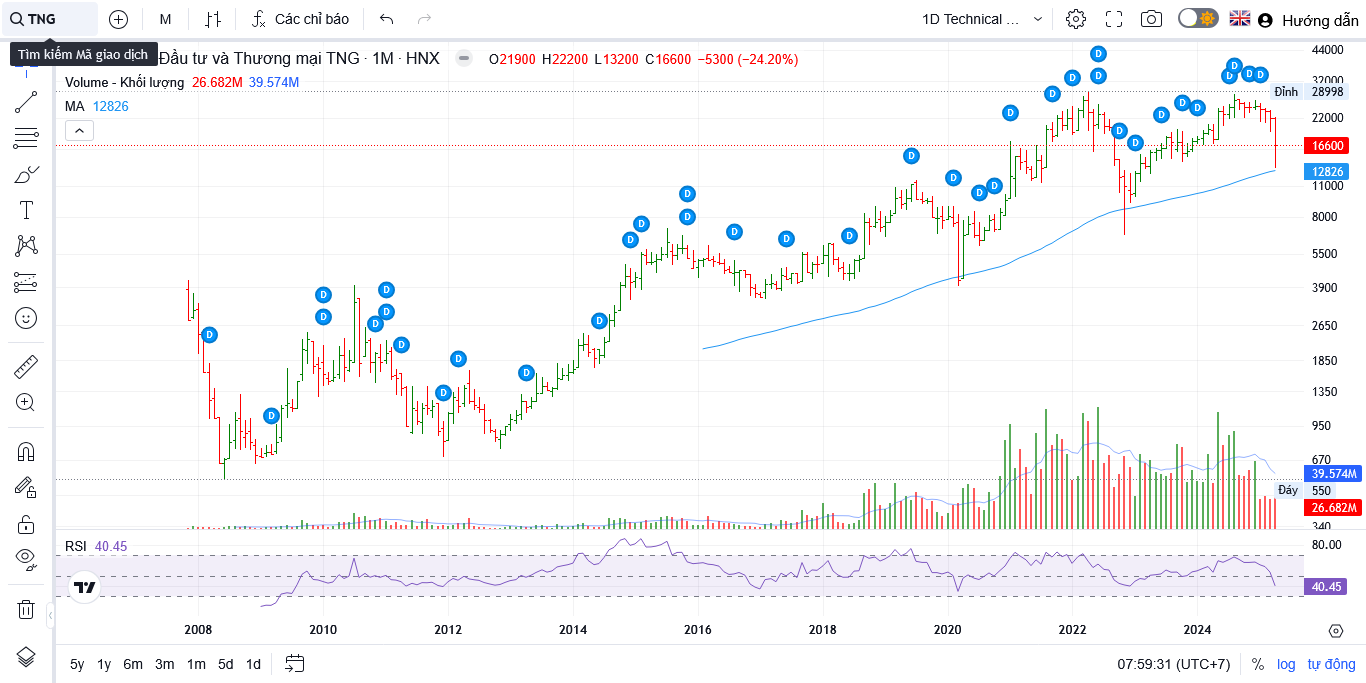 TNG
M
Các chỉ báo
1D Technical ...
Hướng dẫn
Tìm kiếm Mã giao dịch
Đầu tư và Thương mại TNG · 1M · HNX
O21900 H22200 L13200 C16600 −5300 (−24.20%)
Volume - Khối lượng 26.682M 39.574M
MA 12826
44000
32000
Đỉnh 28998
22000
16600
12826
11000
8000
5500
3900
2650
1850
1350
950
670
39.574M
Đáy 550
26.682M
340
D D D D D D D D D D D D D D D D D D D D D D D D D D D D D D D D D D D D D D
RSI 40.45
80.00
40.45
2008 2010 2012 2014 2016 2018 2020 2022 2024
5y 1y 6m 3m 1m 5d 1d
07:59:31 (UTC+7) % log tự động